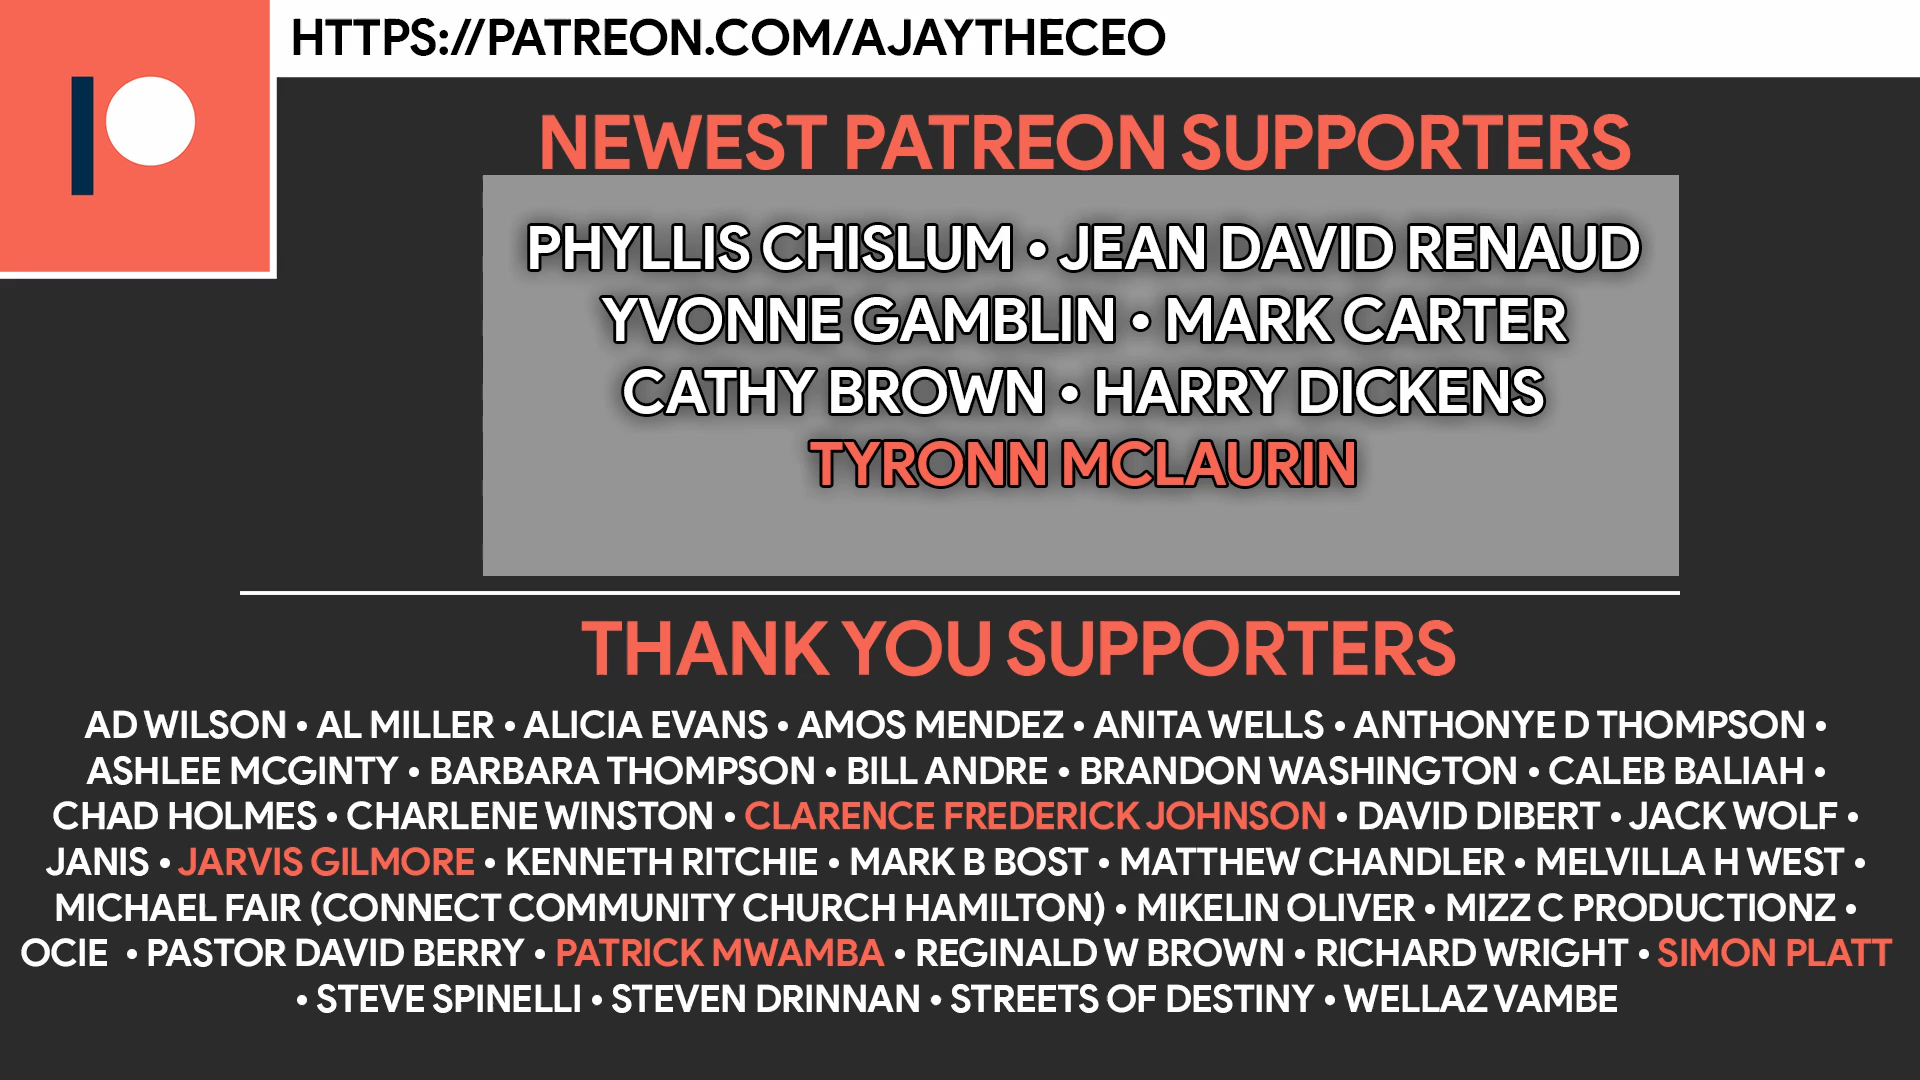 HTTPS://PATREON.COM/AJAYTHECEO
NEWEST PATREON SUPPORTERS
PHYLLIS CHISLUM • JEAN DAVID RENAUD
YVONNE GAMBLIN • MARK CARTER
CATHY BROWN • HARRY DICKENS
TYRONN MCLAURIN
THANK YOU SUPPORTERS
AD WILSON • AL MILLER • ALICIA EVANS • AMOS MENDEZ • ANITA WELLS • ANTHONYE D THOMPSON •
ASHLEE MCGINTY • BARBARA THOMPSON • BILL ANDRE • BRANDON WASHINGTON • CALEB BALIAH •
CHAD HOLMES • CHARLENE WINSTON • CLARENCE FREDERICK JOHNSON • DAVID DIBERT • JACK WOLF •
JANIS • JARVIS GILMORE • KENNETH RITCHIE • MARK B BOST • MATTHEW CHANDLER • MELVILLA H WEST •
MICHAEL FAIR (CONNECT COMMUNITY CHURCH HAMILTON) • MIKELIN OLIVER • MIZZ C PRODUCTIONZ •
OCIE • PASTOR DAVID BERRY • PATRICK MWAMBA • REGINALD W BROWN • RICHARD WRIGHT • SIMON PLATT
• STEVE SPINELLI • STEVEN DRINNAN • STREETS OF DESTINY • WELLAZ VAMBE